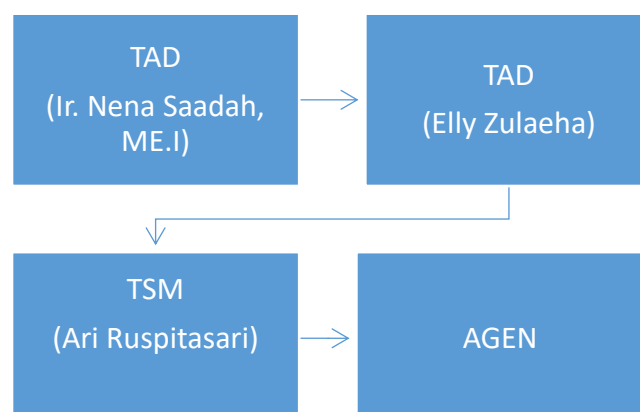 TAD
(Ir. Nena Saadah,
ME.I)
TAD
(Elly Zulaeha)
TSM
(Ari Ruspitasari)
AGEN